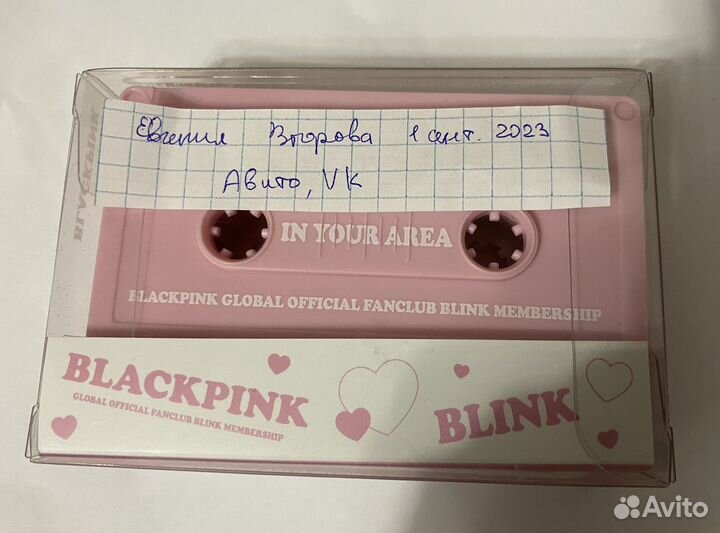 Евгения Второва 1 сент. 2023
Авито, VK
BLACKPINK
IN YOUR AREA
BLACKPINK GLOBAL OFFICIAL FANCLUB BLINK MEMBERSHIP
BLACKPINK
GLOBAL OFFICIAL FANCLUB BLINK MEMBERSHIP
BLINK
Avito